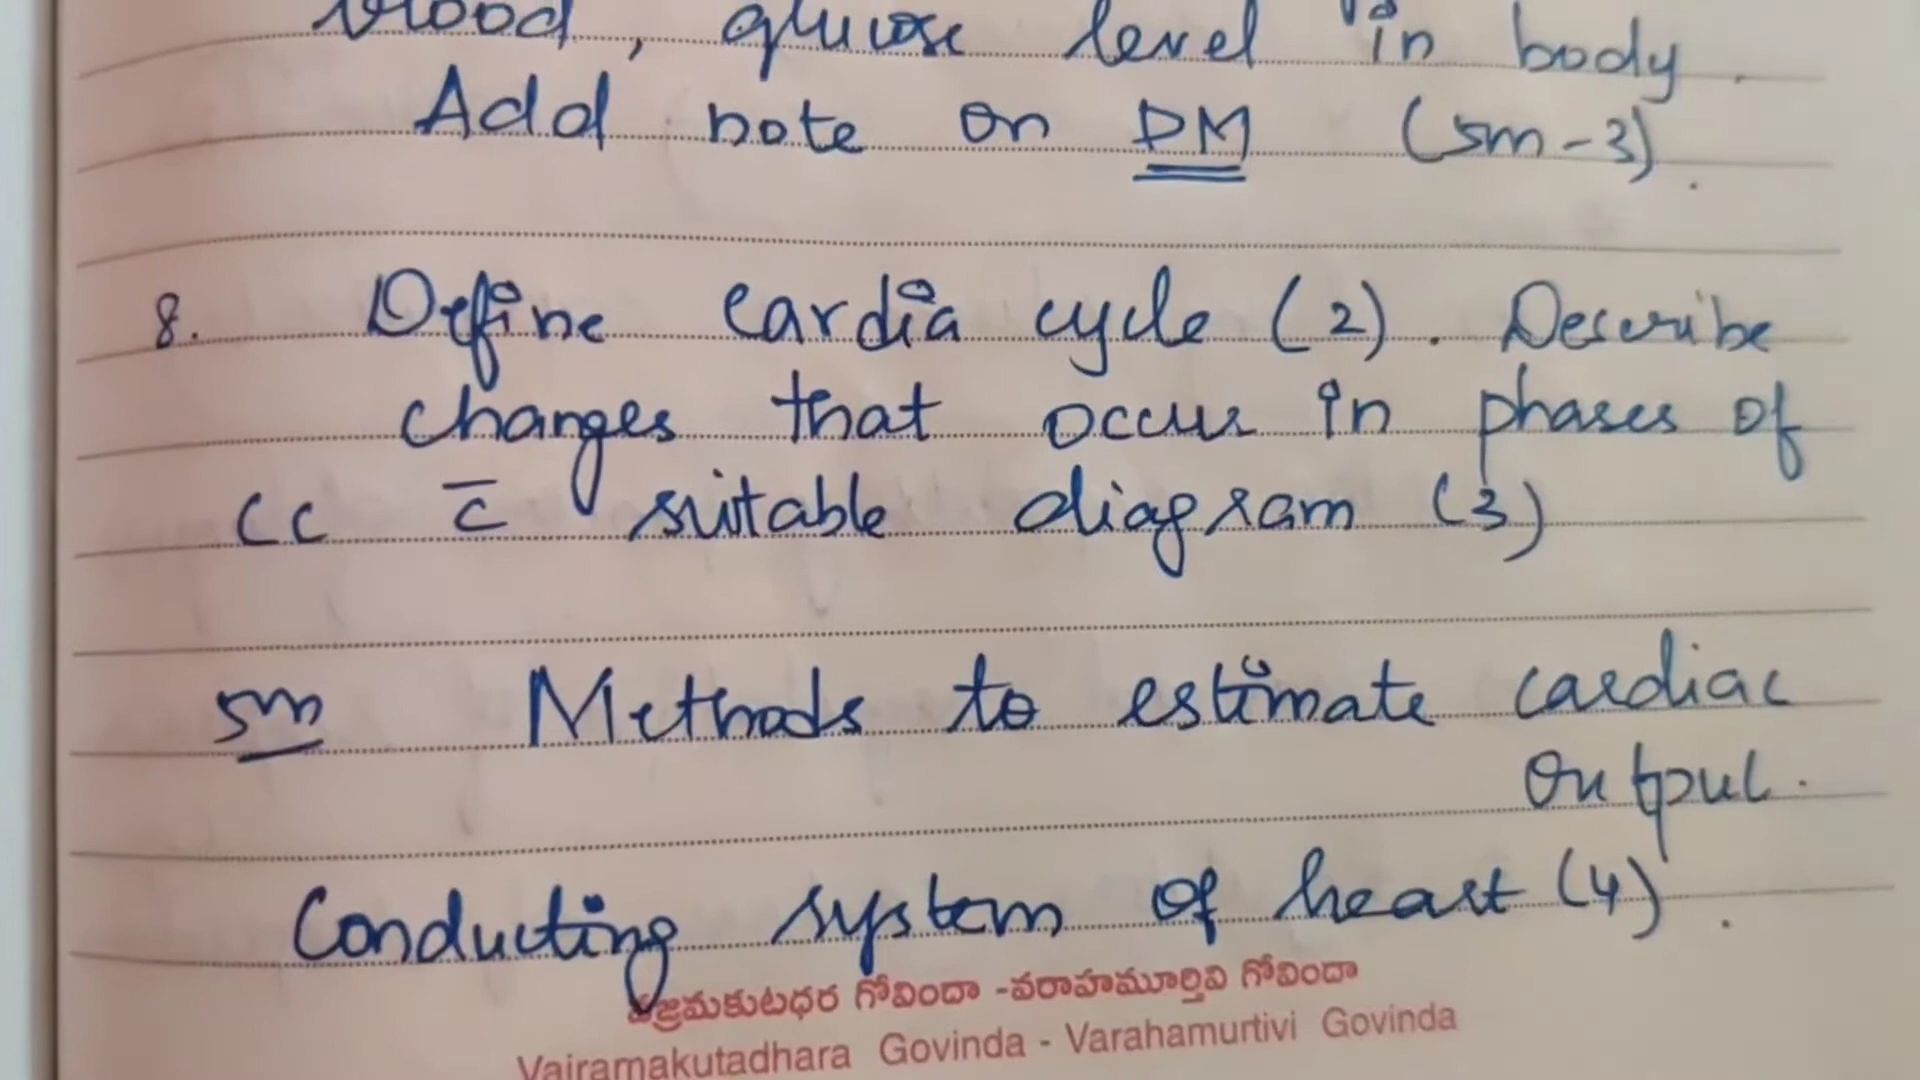 blood, glucose level in body.
Add note on DM (5m-3).
8. Define cardia cycle (2). Describe
changes that occur in phases of
CC c̅ suitable diagram (3)
5m Methods to estimate cardiac
output.
Conducting system of heart (4).
వజ్రమకుటధర గోవిందా -వరాహమూర్తివి గోవిందా
Vajramakutadhara Govinda - Varahamurtivi Govinda